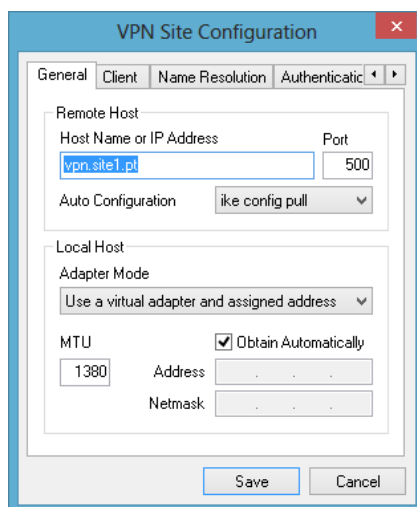 VPN Site Configuration
General Client Name Resolution Authenticatic
Remote Host
Host Name or IP Address Port
vpn.site1.pt 500
Auto Configuration ike config pull
Local Host
Adapter Mode
Use a virtual adapter and assigned address
MTU Obtain Automatically
1380 Address . . .
Netmask . . .
Save Cancel